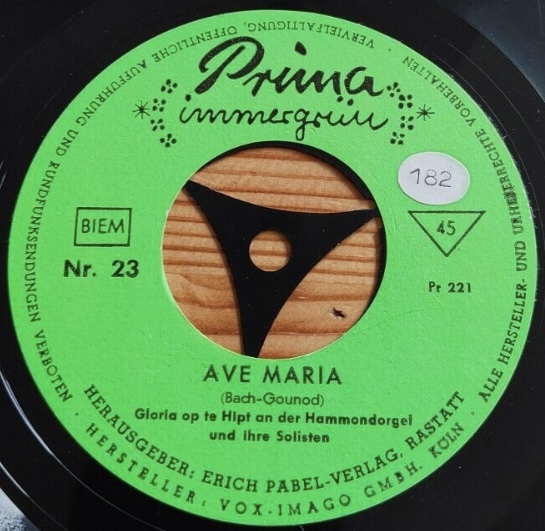 Prima
immergrün
182
BIEM
45
Nr. 23
Pr 221
AVE MARIA
(Bach-Gounod)
Gloria op te Hipt an der Hammondorgel
und ihre Solisten
HERAUSGEBER: ERICH PABEL-VERLAG, RASTATT
· HERSTELLER: VOX-IMAGO GMBH. KÖLN ·
ALLE HERSTELLER- UND URHEBERRECHTE VORBEHALTEN · VERVIELFÄLTIGUNG, ÖFFENTLICHE AUFFÜHRUNG UND RUNDFUNKSENDUNGEN VERBOTEN ·